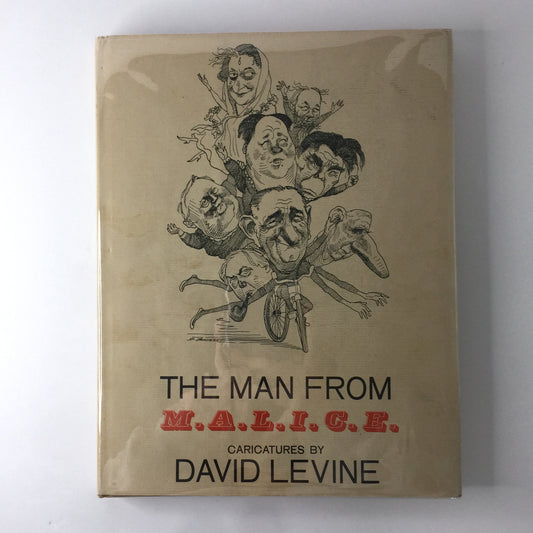 THE MAN FROM
M.A.L.I.C.E.
CARICATURES BY
DAVID LEVINE